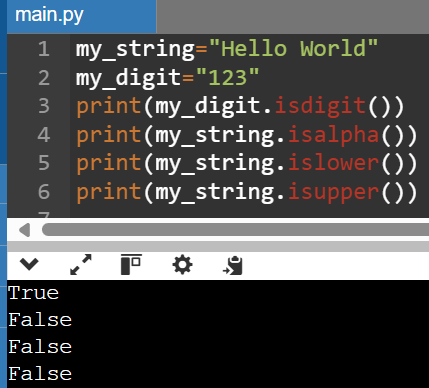 main.py
1 my_string="Hello World"
2 my_digit="123"
3 print(my_digit.isdigit())
4 print(my_string.isalpha())
5 print(my_string.islower())
6 print(my_string.isupper())
7
True
False
False
False